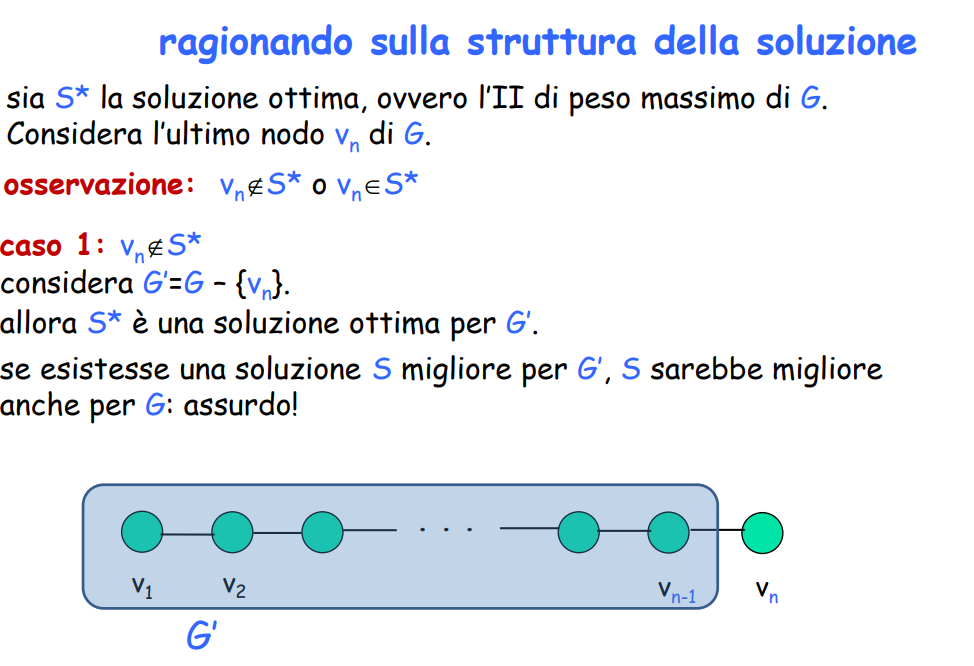 ragionando sulla struttura della soluzione
sia S* la soluzione ottima, ovvero l'II di peso massimo di G.
Considera l'ultimo nodo vₙ di G.
osservazione: vₙ∉S* o vₙ∈S*
caso 1: vₙ∉S*
considera G'=G – {vₙ}.
allora S* è una soluzione ottima per G'.
se esistesse una soluzione S migliore per G', S sarebbe migliore
anche per G: assurdo!
. . .
v₁ v₂ vₙ₋₁ vₙ
G'